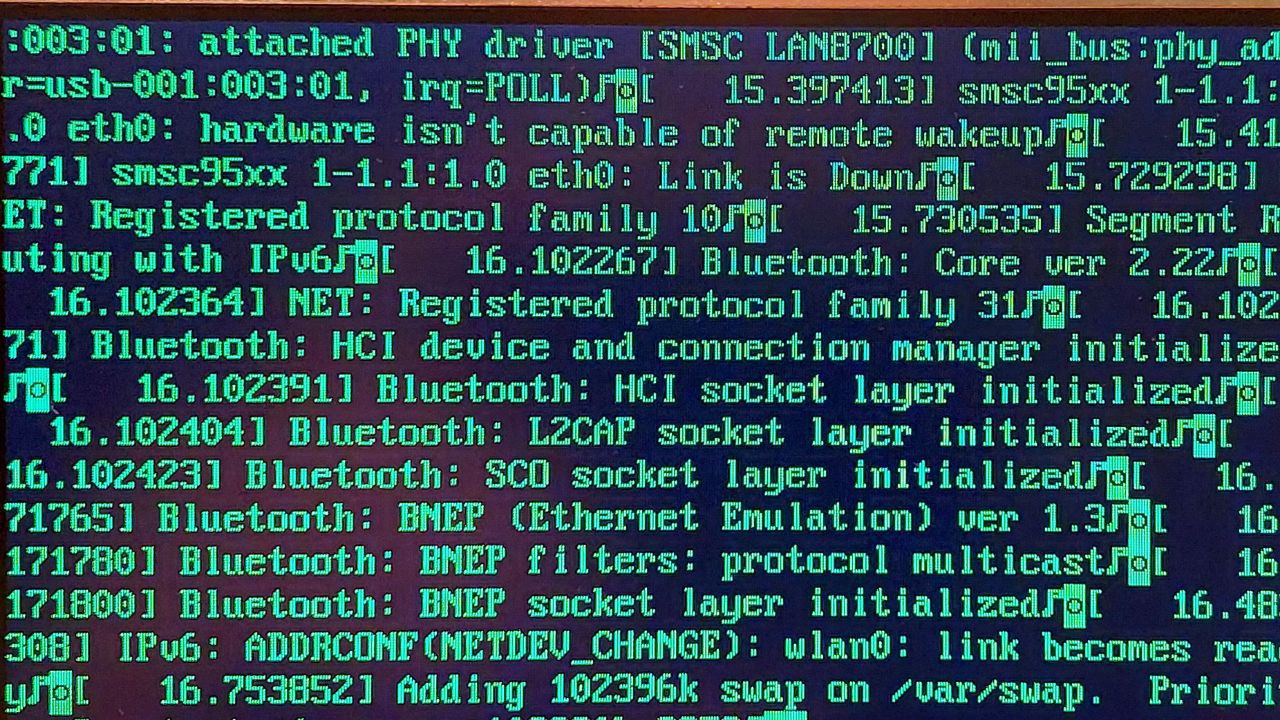 :003:01: attached PHY driver [SMSC LAN8700] (mii_bus:phy_ad
r=usb-001:003:01, irq=POLL)♪◙[    15.397413] smsc95xx 1-1.1:
.0 eth0: hardware isn't capable of remote wakeup♪◙[    15.41
771] smsc95xx 1-1.1:1.0 eth0: Link is Down♪◙[    15.729298]
ET: Registered protocol family 10♪◙[    15.730535] Segment R
uting with IPv6♪◙[    16.102267] Bluetooth: Core ver 2.22♪◙[
16.102364] NET: Registered protocol family 31♪◙[    16.102
71] Bluetooth: HCI device and connection manager initialize
♪◙[    16.102391] Bluetooth: HCI socket layer initialized♪◙[
16.102404] Bluetooth: L2CAP socket layer initialized♪◙[
16.102423] Bluetooth: SCO socket layer initialized♪◙[    16.
71765] Bluetooth: BNEP (Ethernet Emulation) ver 1.3♪◙[    16
171780] Bluetooth: BNEP filters: protocol multicast♪◙[    16
171800] Bluetooth: BNEP socket layer initialized♪◙[    16.48
308] IPv6: ADDRCONF(NETDEV_CHANGE): wlan0: link becomes rea
y♪◙[    16.753852] Adding 102396k swap on /var/swap.  Priori